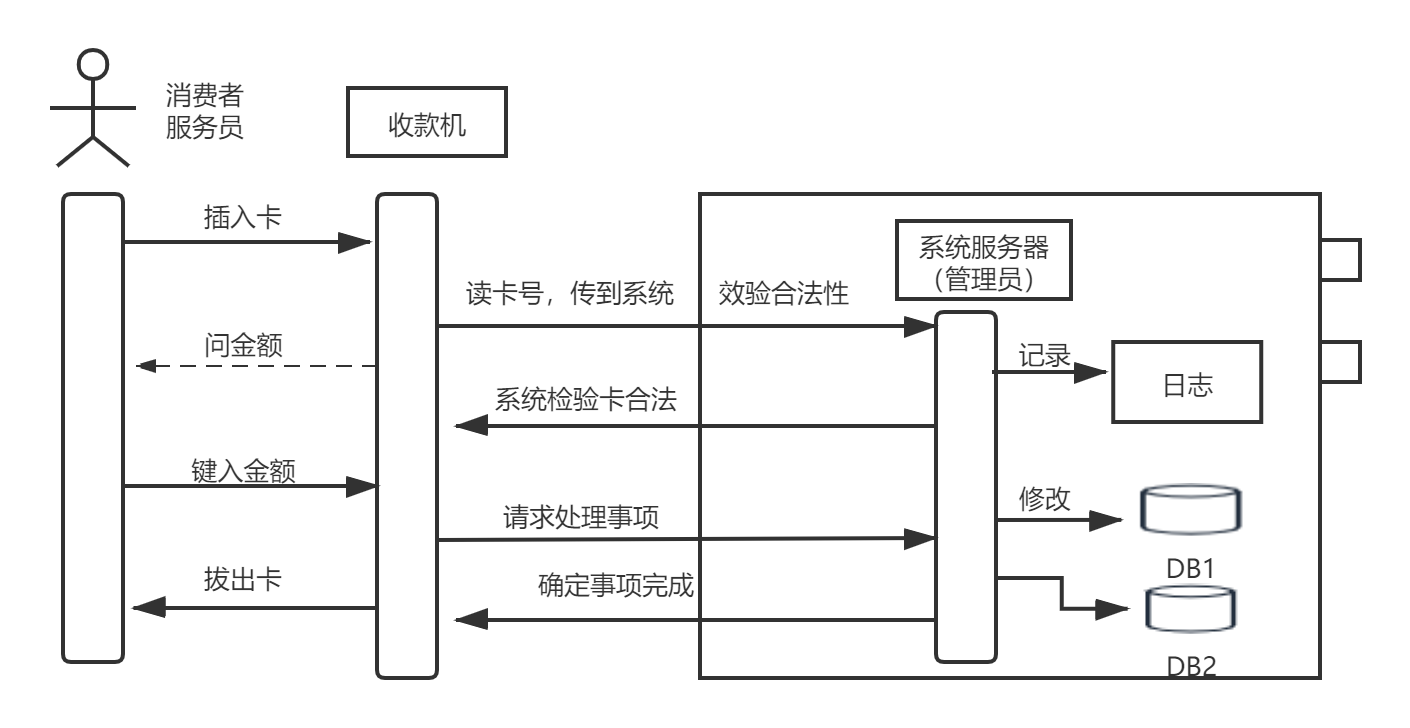 消费者
服务员
收款机
插入卡
系统服务器
（管理员）
读卡号，传到系统
效验合法性
问金额
记录
日志
系统检验卡合法
键入金额
修改
请求处理事项
DB1
拔出卡
确定事项完成
DB2